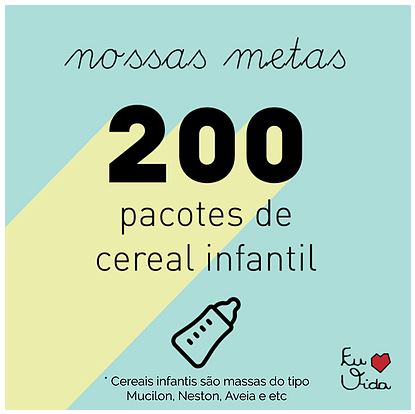 nossas metas
200
pacotes de
cereal infantil
* Cereais infantis são massas do tipo
Mucilon, Neston, Aveia e etc
Eu
Vida